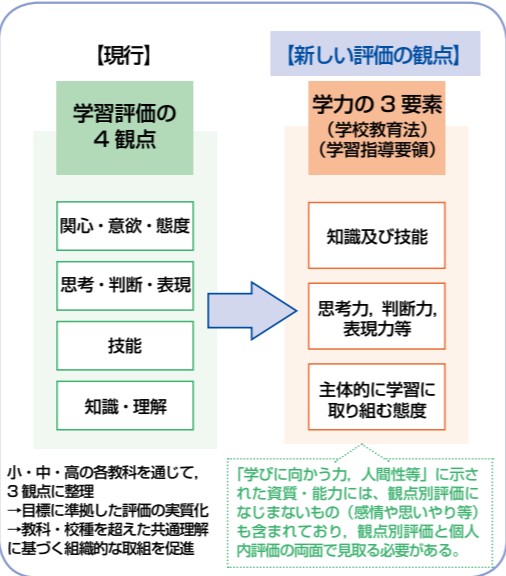 【現行】
学習評価の
4 観点
関心・意欲・態度
思考・判断・表現
技能
知識・理解
小・中・高の各教科を通じて，
3 観点に整理
→目標に準拠した評価の実質化
→教科・校種を超えた共通理解
に基づく組織的な取組を促進
【新しい評価の観点】
学力の 3 要素
（学校教育法）
（学習指導要領）
知識及び技能
思考力，判断力，
表現力等
主体的に学習に
取り組む態度
「学びに向かう力，人間性等」に示さ
れた資質・能力には、観点別評価に
なじまないもの（感情や思いやり等）
も含まれており，観点別評価と個人
内評価の両面で見取る必要がある。